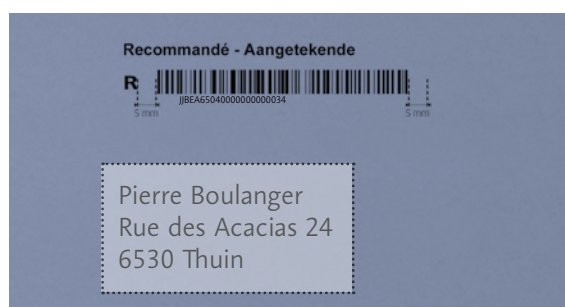 Recommandé - Aangetekende
R
JJBEA65040000000000034
5 mm 5 mm
Pierre Boulanger
Rue des Acacias 24
6530 Thuin